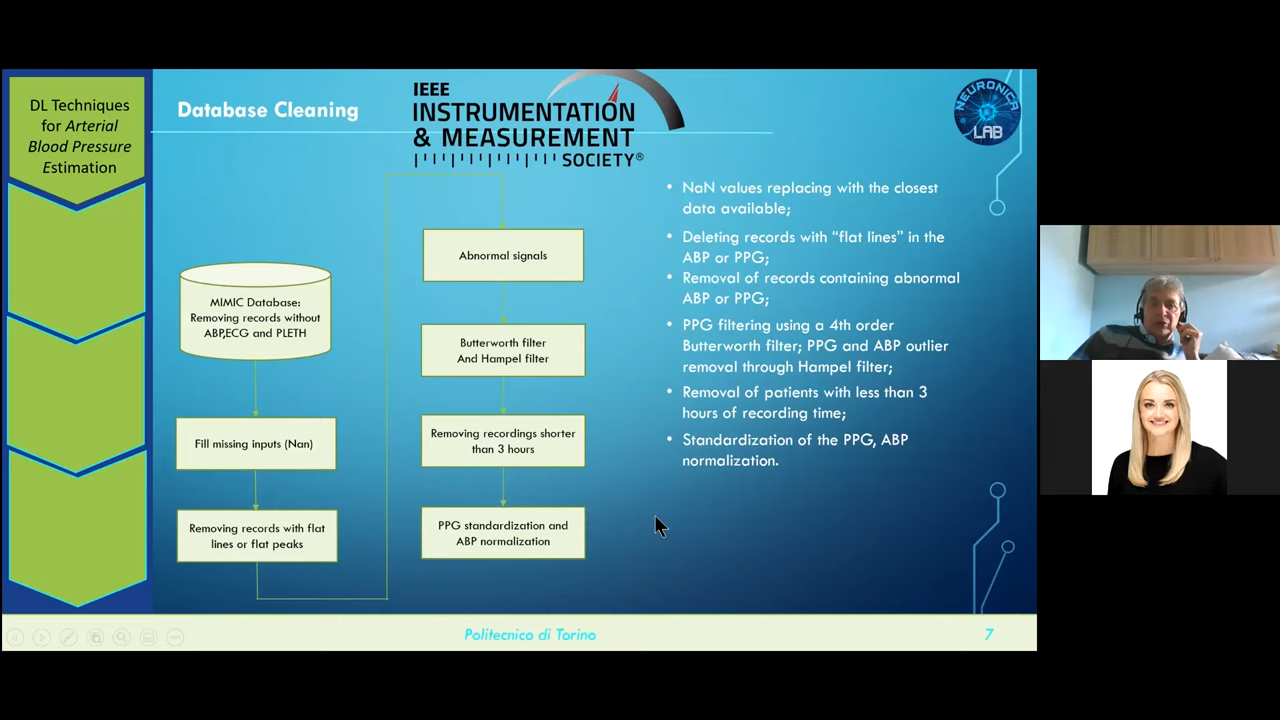 DL Techniques
for Arterial
Blood Pressure
Estimation
Database Cleaning
IEEE
INSTRUMENTATION
& MEASUREMENT
SOCIETY®
NEURONICA
LAB
MIMIC Database:
Removing records without
ABP,ECG and PLETH
Fill missing inputs (Nan)
Removing records with flat
lines or flat peaks
Abnormal signals
Butterworth filter
And Hampel filter
Removing recordings shorter
than 3 hours
PPG standardization and
ABP normalization
• NaN values replacing with the closest
data available;
• Deleting records with “flat lines” in the
ABP or PPG;
• Removal of records containing abnormal
ABP or PPG;
• PPG filtering using a 4th order
Butterworth filter; PPG and ABP outlier
removal through Hampel filter;
• Removal of patients with less than 3
hours of recording time;
• Standardization of the PPG, ABP
normalization.
Politecnico di Torino
7